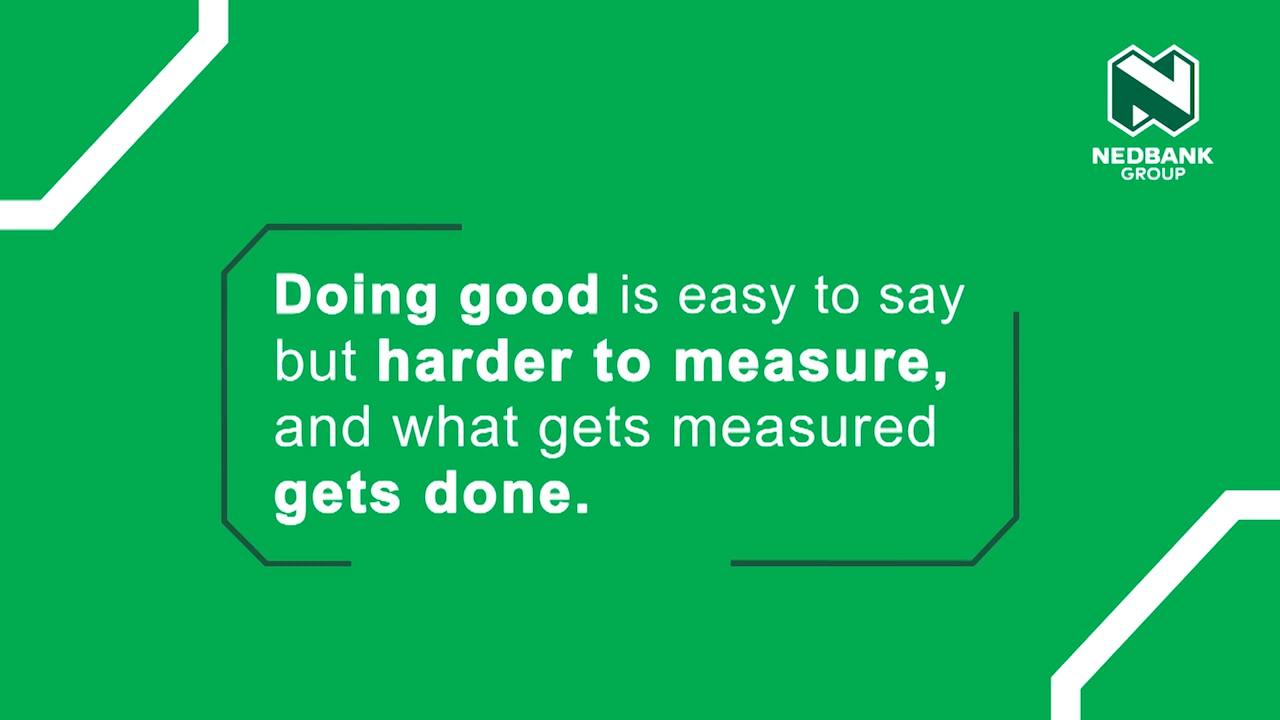 NEDBANK
GROUP
Doing good is easy to say
but harder to measure,
and what gets measured
gets done.